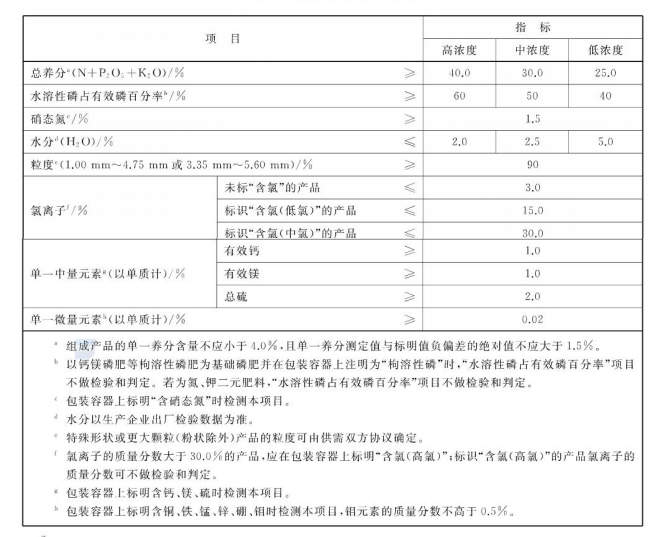 项 目 指 标
高浓度 中浓度 低浓度
总养分ᵃ(N+P₂O₅+K₂O)/% ≥ 40.0 30.0 25.0
水溶性磷占有效磷百分率ᵇ/% ≥ 60 50 40
硝态氮ᶜ/% ≥ 1.5
水分ᵈ(H₂O)/% ≤ 2.0 2.5 5.0
粒度ᵉ(1.00 mm～4.75 mm 或 3.35 mm～5.60 mm)/% ≥ 90
氯离子ᶠ/% 未标“含氯”的产品 ≤ 3.0
标识“含氯(低氯)”的产品 ≤ 15.0
标识“含氯(中氯)”的产品 ≤ 30.0
单一中量元素ᵍ(以单质计)/% 有效钙 ≥ 1.0
有效镁 ≥ 1.0
总硫 ≥ 2.0
单一微量元素ʰ(以单质计)/% ≥ 0.02
ᵃ 组成产品的单一养分含量不应小于 4.0%,且单一养分测定值与标明值负偏差的绝对值不应大于 1.5%。
ᵇ 以钙镁磷肥等枸溶性磷肥为基础磷肥并在包装容器上注明为“枸溶性磷”时,“水溶性磷占有效磷百分率”项目
不做检验和判定。若为氮、钾二元肥料,“水溶性磷占有效磷百分率”项目不做检验和判定。
ᶜ 包装容器上标明“含硝态氮”时检测本项目。
ᵈ 水分以生产企业出厂检验数据为准。
ᵉ 特殊形状或更大颗粒(粉状除外)产品的粒度可由供需双方协议确定。
ᶠ 氯离子的质量分数大于 30.0%的产品,应在包装容器上标明“含氯(高氯)”;标识“含氯(高氯)”的产品氯离子的
质量分数可不做检验和判定。
ᵍ 包装容器上标明含钙、镁、硫时检测本项目。
ʰ 包装容器上标明含铜、铁、锰、锌、硼、钼时检测本项目,钼元素的质量分数不高于 0.5%。